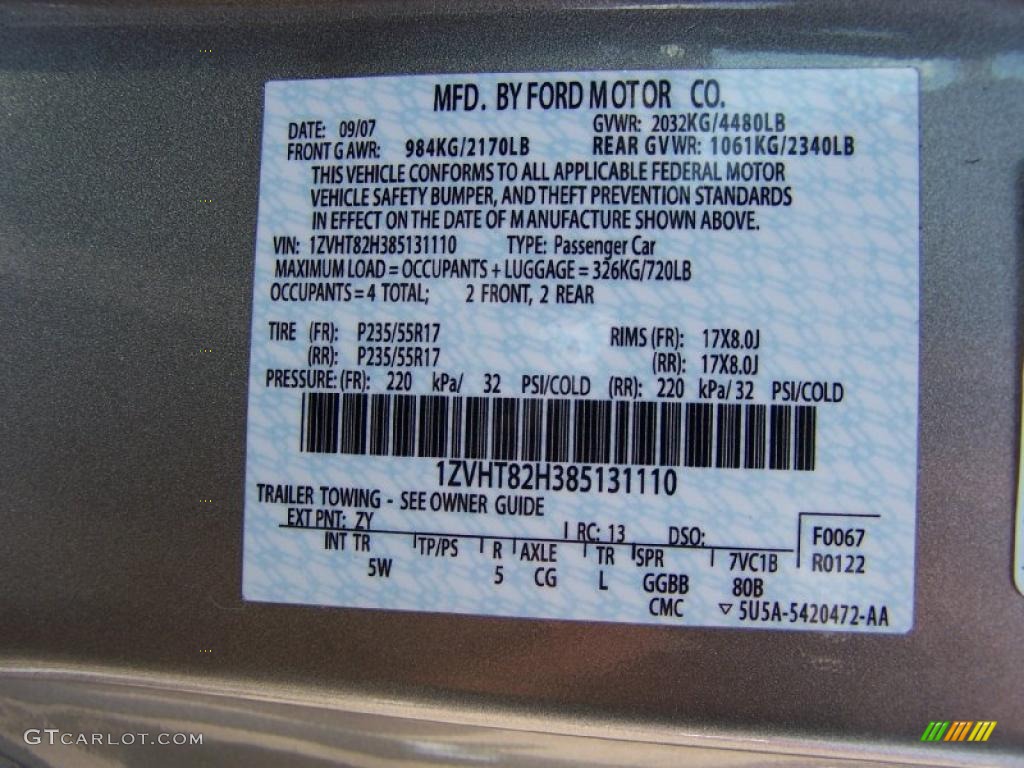 MFD. BY FORD MOTOR CO.
DATE: 09/07 GVWR: 2032KG/4480LB
FRONT GAWR: 984KG/2170LB REAR GVWR: 1061KG/2340LB
THIS VEHICLE CONFORMS TO ALL APPLICABLE FEDERAL MOTOR
VEHICLE SAFETY BUMPER, AND THEFT PREVENTION STANDARDS
IN EFFECT ON THE DATE OF MANUFACTURE SHOWN ABOVE.
VIN: 1ZVHT82H385131110 TYPE: Passenger Car
MAXIMUM LOAD = OCCUPANTS + LUGGAGE = 326KG/720LB
OCCUPANTS = 4 TOTAL; 2 FRONT, 2 REAR
TIRE (FR): P235/55R17 RIMS (FR): 17X8.0J
(RR): P235/55R17 (RR): 17X8.0J
PRESSURE: (FR): 220 kPa/ 32 PSI/COLD (RR): 220 kPa/ 32 PSI/COLD
1ZVHT82H385131110
TRAILER TOWING - SEE OWNER GUIDE
EXT PNT: ZY RC: 13 DSO: F0067
INT TR TP/PS R AXLE TR SPR 7VC1B R0122
5W 5 CG L GGBB 80B
CMC ▽ 5U5A-5420472-AA
GTCARLOT.COM